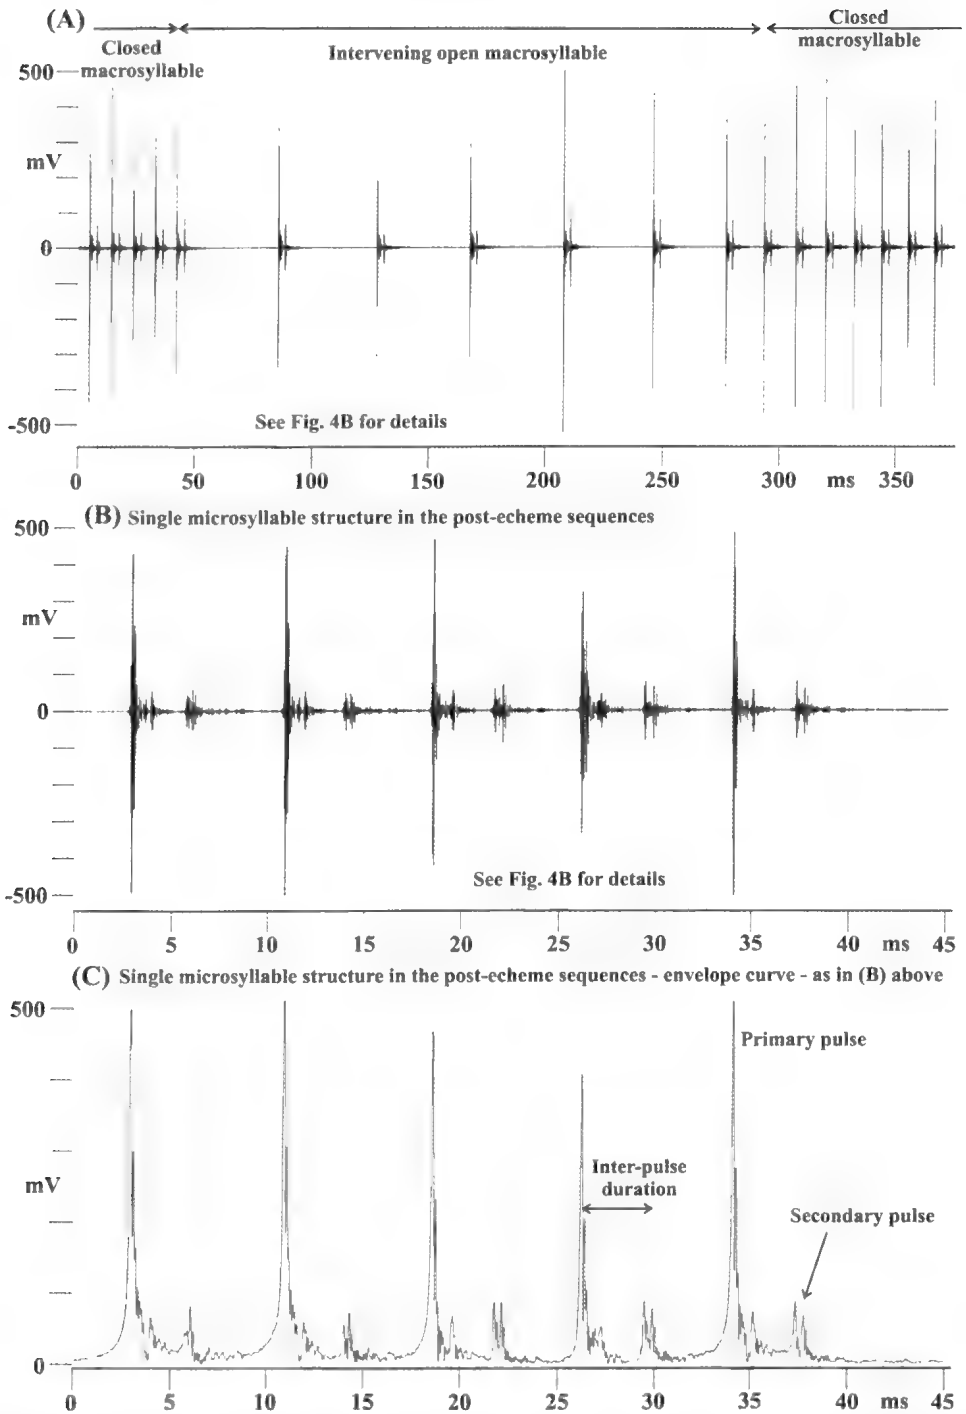 (A)
Closed
macrosyllable
Intervening open macrosyllable
Closed
macrosyllable
500
mV
0
-500
See Fig. 4B for details
0 50 100 150 200 250 300 ms 350
(B) Single microsyllable structure in the post-echeme sequences
500
mV
0
-500
See Fig. 4B for details
0 5 10 15 20 25 30 35 40 ms 45
(C) Single microsyllable structure in the post-echeme sequences - envelope curve - as in (B) above
500
Primary pulse
mV
Inter-pulse
duration
Secondary pulse
0
0 5 10 15 20 25 30 35 40 ms 45